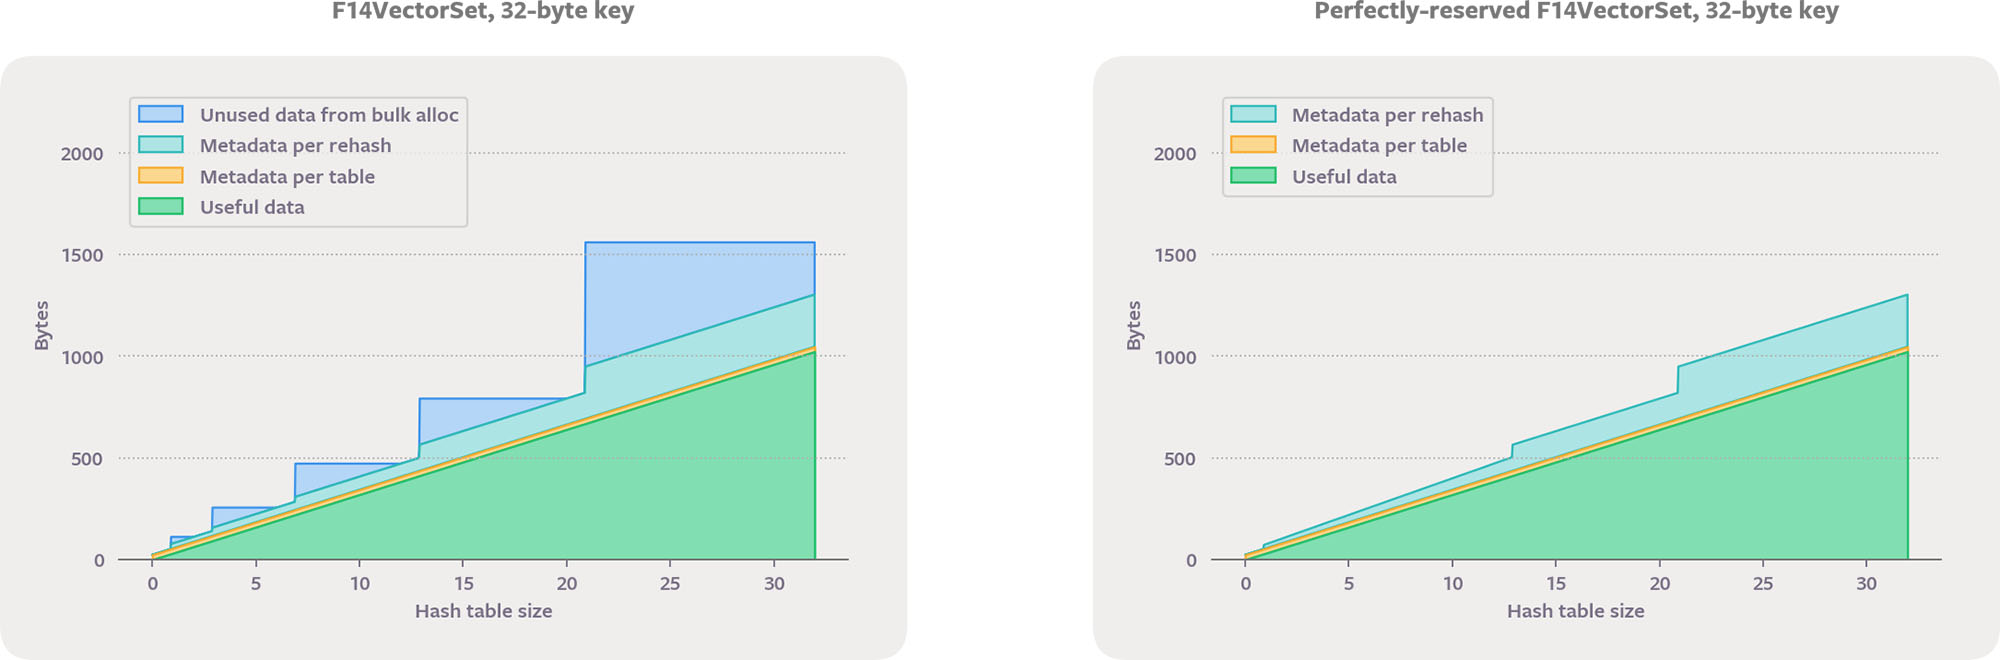 F14VectorSet, 32-byte key
Unused data from bulk alloc
Metadata per rehash
Metadata per table
Useful data
2000
1500
1000
500
0
Bytes
0 5 10 15 20 25 30
Hash table size
Perfectly-reserved F14VectorSet, 32-byte key
Metadata per rehash
Metadata per table
Useful data
2000
1500
1000
500
0
Bytes
0 5 10 15 20 25 30
Hash table size